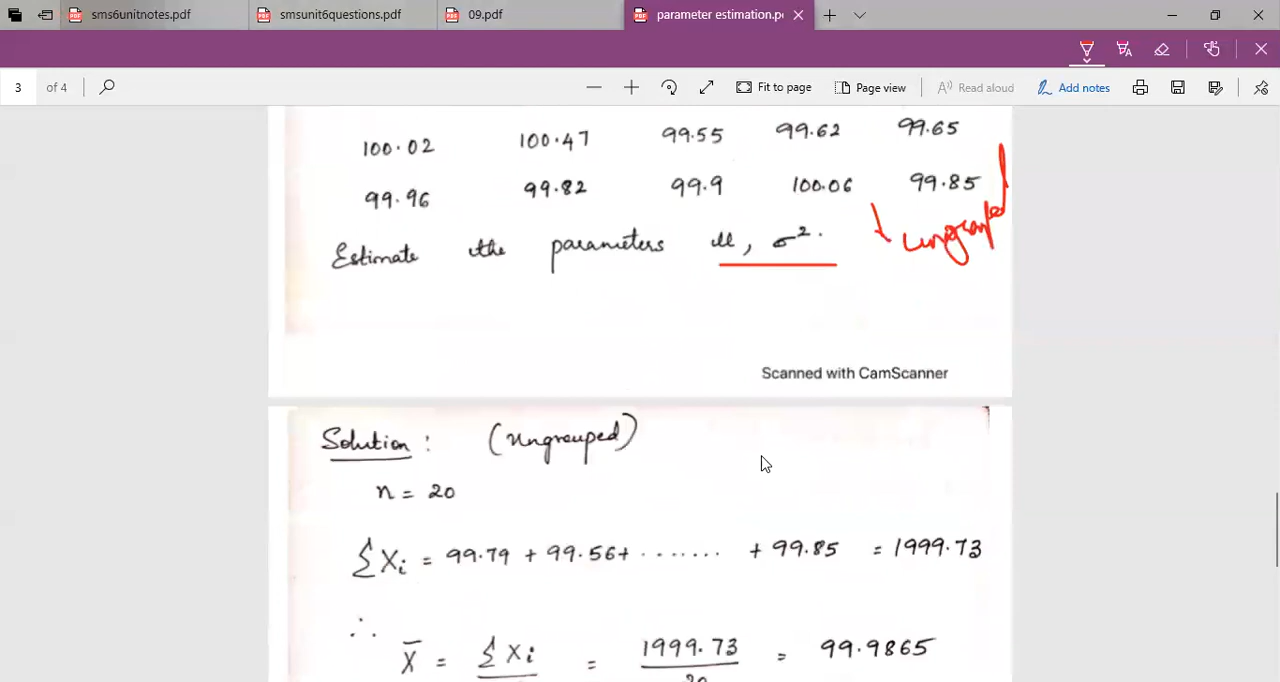 sms6unitnotes.pdf
smsunit6questions.pdf
09.pdf
parameter estimation.p
3 of 4
Fit to page
Page view
Read aloud
Add notes
100.02 100.47 99.55 99.62 99.65
99.96 99.82 99.9 100.06 99.85
Estimate the parameters μ, σ².
ungrouped
Scanned with CamScanner
Solution : (Ungrouped)
n = 20
∑Xi = 99.79 + 99.56+ ........ + 99.85 = 1999.73
∴ X̄ = ∑Xi = 1999.73 = 99.9865
20